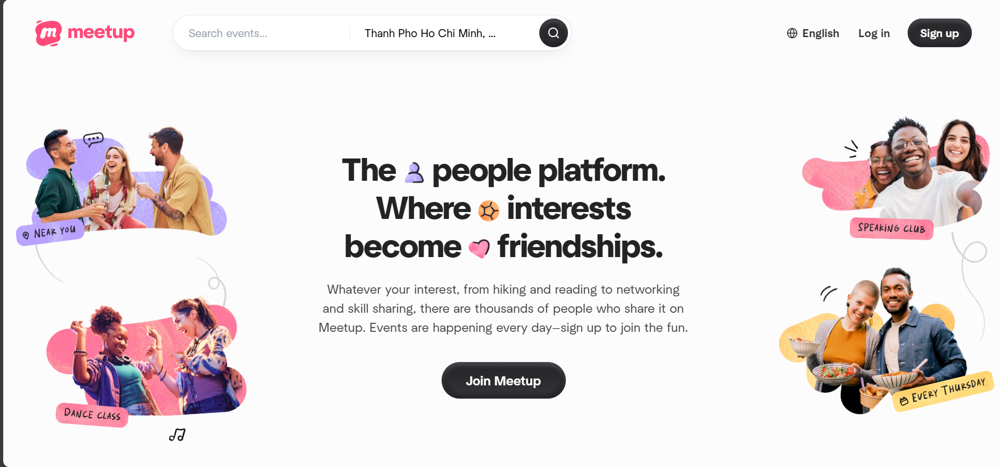 meetup
Search events...
Thanh Pho Ho Chi Minh, ...
English
Log in
Sign up
The people platform.
Where interests
become friendships.
Whatever your interest, from hiking and reading to networking
and skill sharing, there are thousands of people who share it on
Meetup. Events are happening every day—sign up to join the fun.
Join Meetup
NEAR YOU
DANCE CLASS
SPEAKING CLUB
EVERY THURSDAY